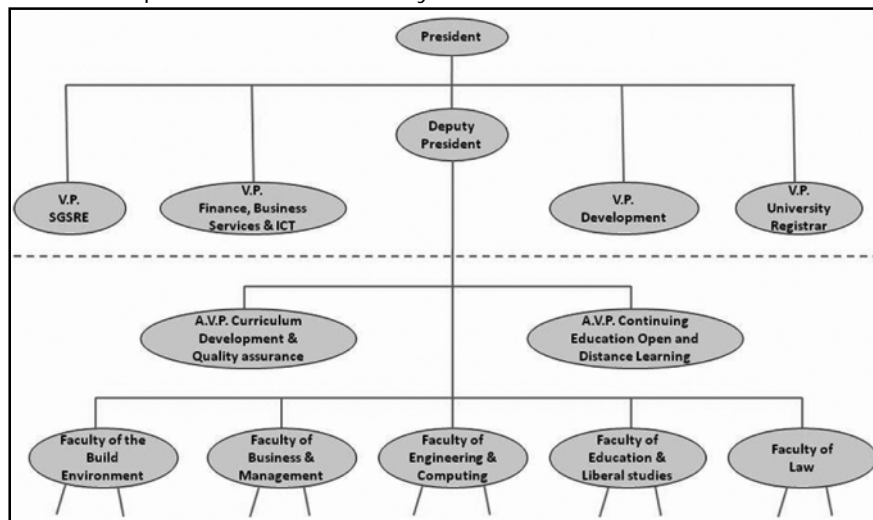 President
Deputy
President
V.P.
SGSRE
V.P.
Finance, Business
Services & ICT
V.P.
Development
V.P.
University
Registrar
A.V.P. Curriculum
Development &
Quality assurance
A.V.P. Continuing
Education Open and
Distance Learning
Faculty of the
Build
Environment
Faculty of
Business &
Management
Faculty of
Engineering &
Computing
Faculty of
Education &
Liberal studies
Faculty of
Law